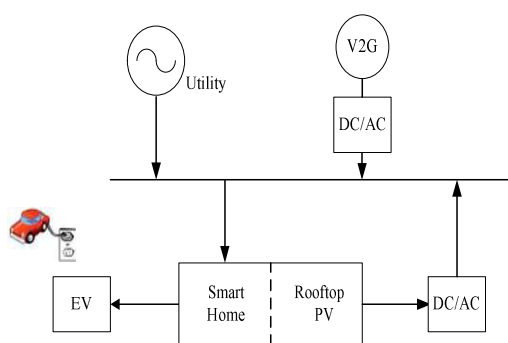 V2G
Utility
DC/AC
EV
Smart
Home
Rooftop
PV
DC/AC